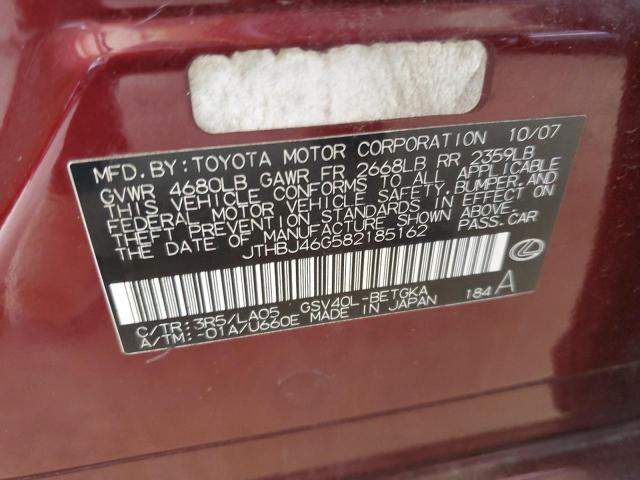 MFD. BY: TOYOTA MOTOR CORPORATION 10/07
GVWR 4680LB GAWR FR 2668LB RR 2359LB
THIS VEHICLE CONFORMS TO ALL APPLICABLE
FEDERAL MOTOR VEHICLE SAFETY, BUMPER, AND
THEFT PREVENTION STANDARDS IN EFFECT ON
THE DATE OF MANUFACTURE SHOWN ABOVE.
JTHBJ46G582185162 PASS. CAR
C/TR: 3R5/LA05 GSV40L-BETGKA 184 A
A/TM: -01A/U660E MADE IN JAPAN